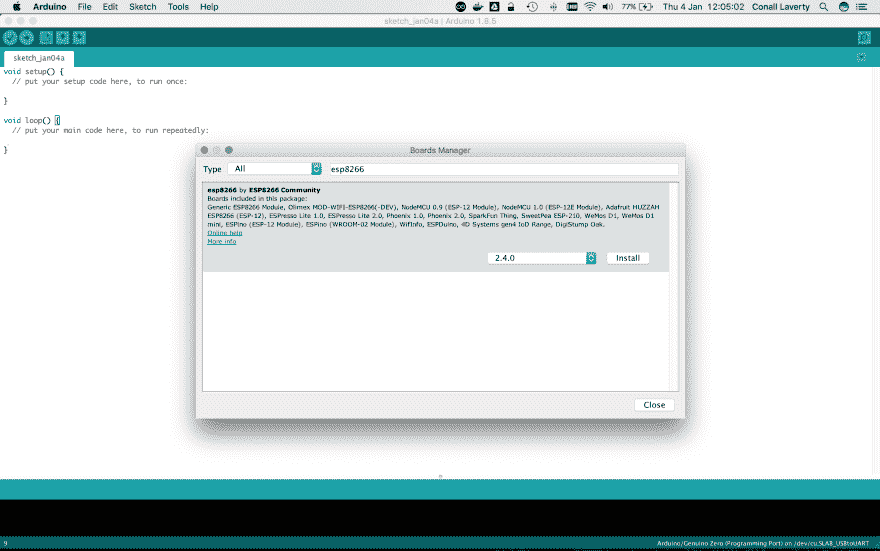 Arduino File Edit Sketch Tools Help 77% Thu 4 Jan 12:05:02 Conall Laverty
sketch_jan04a | Arduino 1.8.5
sketch_jan04a
void setup() {
// put your setup code here, to run once:
}
void loop() {
// put your main code here, to run repeatedly:
}
Boards Manager
Type All esp8266
esp8266 by ESP8266 Community
Boards included in this package:
Generic ESP8266 Module, Olimex MOD-WIFI-ESP8266(-DEV), NodeMCU 0.9 (ESP-12 Module), NodeMCU 1.0 (ESP-12E Module), Adafruit HUZZAH
ESP8266 (ESP-12), ESPresso Lite 1.0, ESPresso Lite 2.0, Phoenix 1.0, Phoenix 2.0, SparkFun Thing, SweetPea ESP-210, WeMos D1, WeMos D1
mini, ESPino (ESP-12 Module), ESPino (WROOM-02 Module), WifInfo, ESPDuino, 4D Systems gen4 IoD Range, DigiStump Oak.
Online help
More info
2.4.0 Install
Close
9 Arduino/Genuino Zero (Programming Port) on /dev/cu.SLAB_USBtoUART